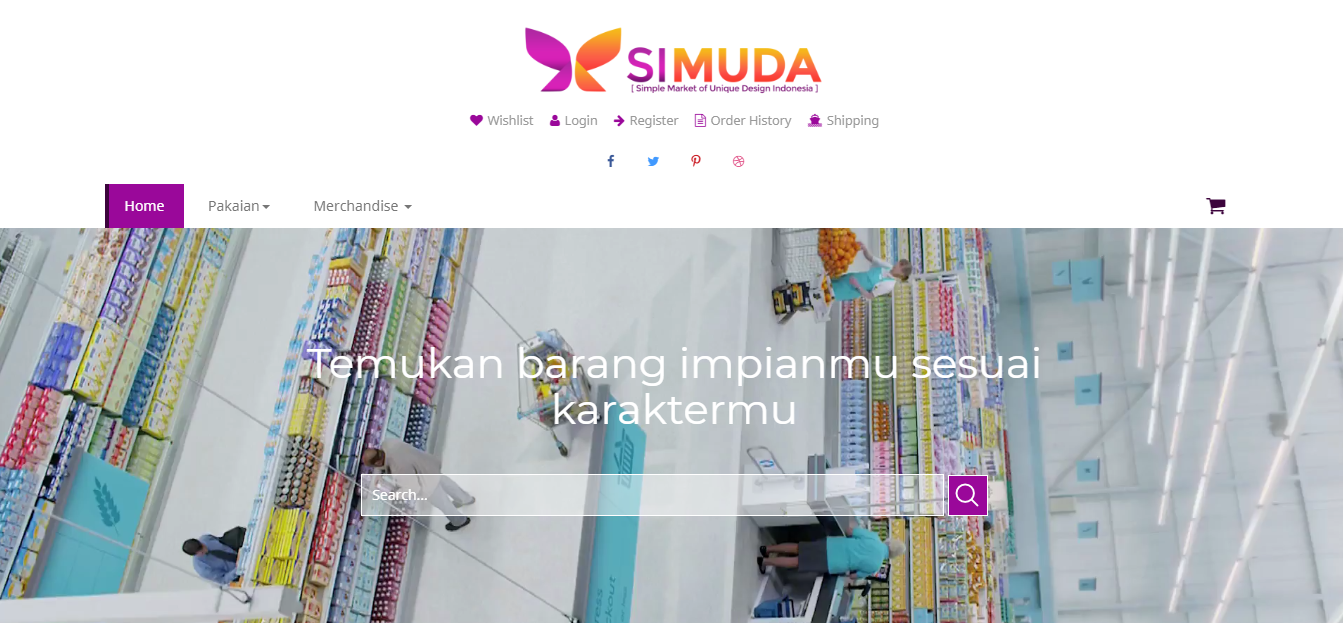 SIMUDA
[ Simple Market of Unique Design Indonesia ]
Wishlist Login Register Order History Shipping
Home Pakaian Merchandise
Temukan barang impianmu sesuai
karaktermu
Search...
checkout